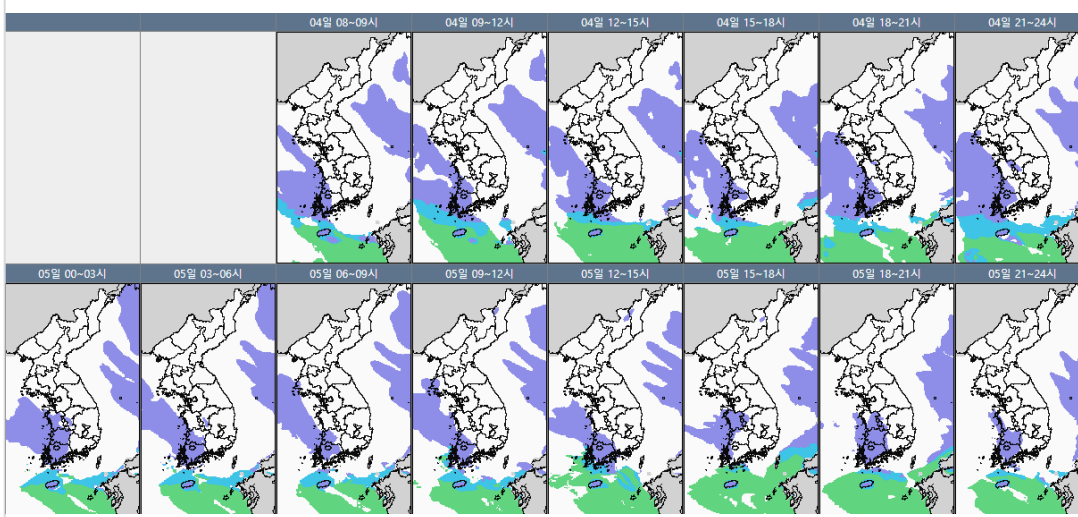 04일 08~09시
04일 09~12시
04일 12~15시
04일 15~18시
04일 18~21시
04일 21~24시
05일 00~03시
05일 03~06시
05일 06~09시
05일 09~12시
05일 12~15시
05일 15~18시
05일 18~21시
05일 21~24시